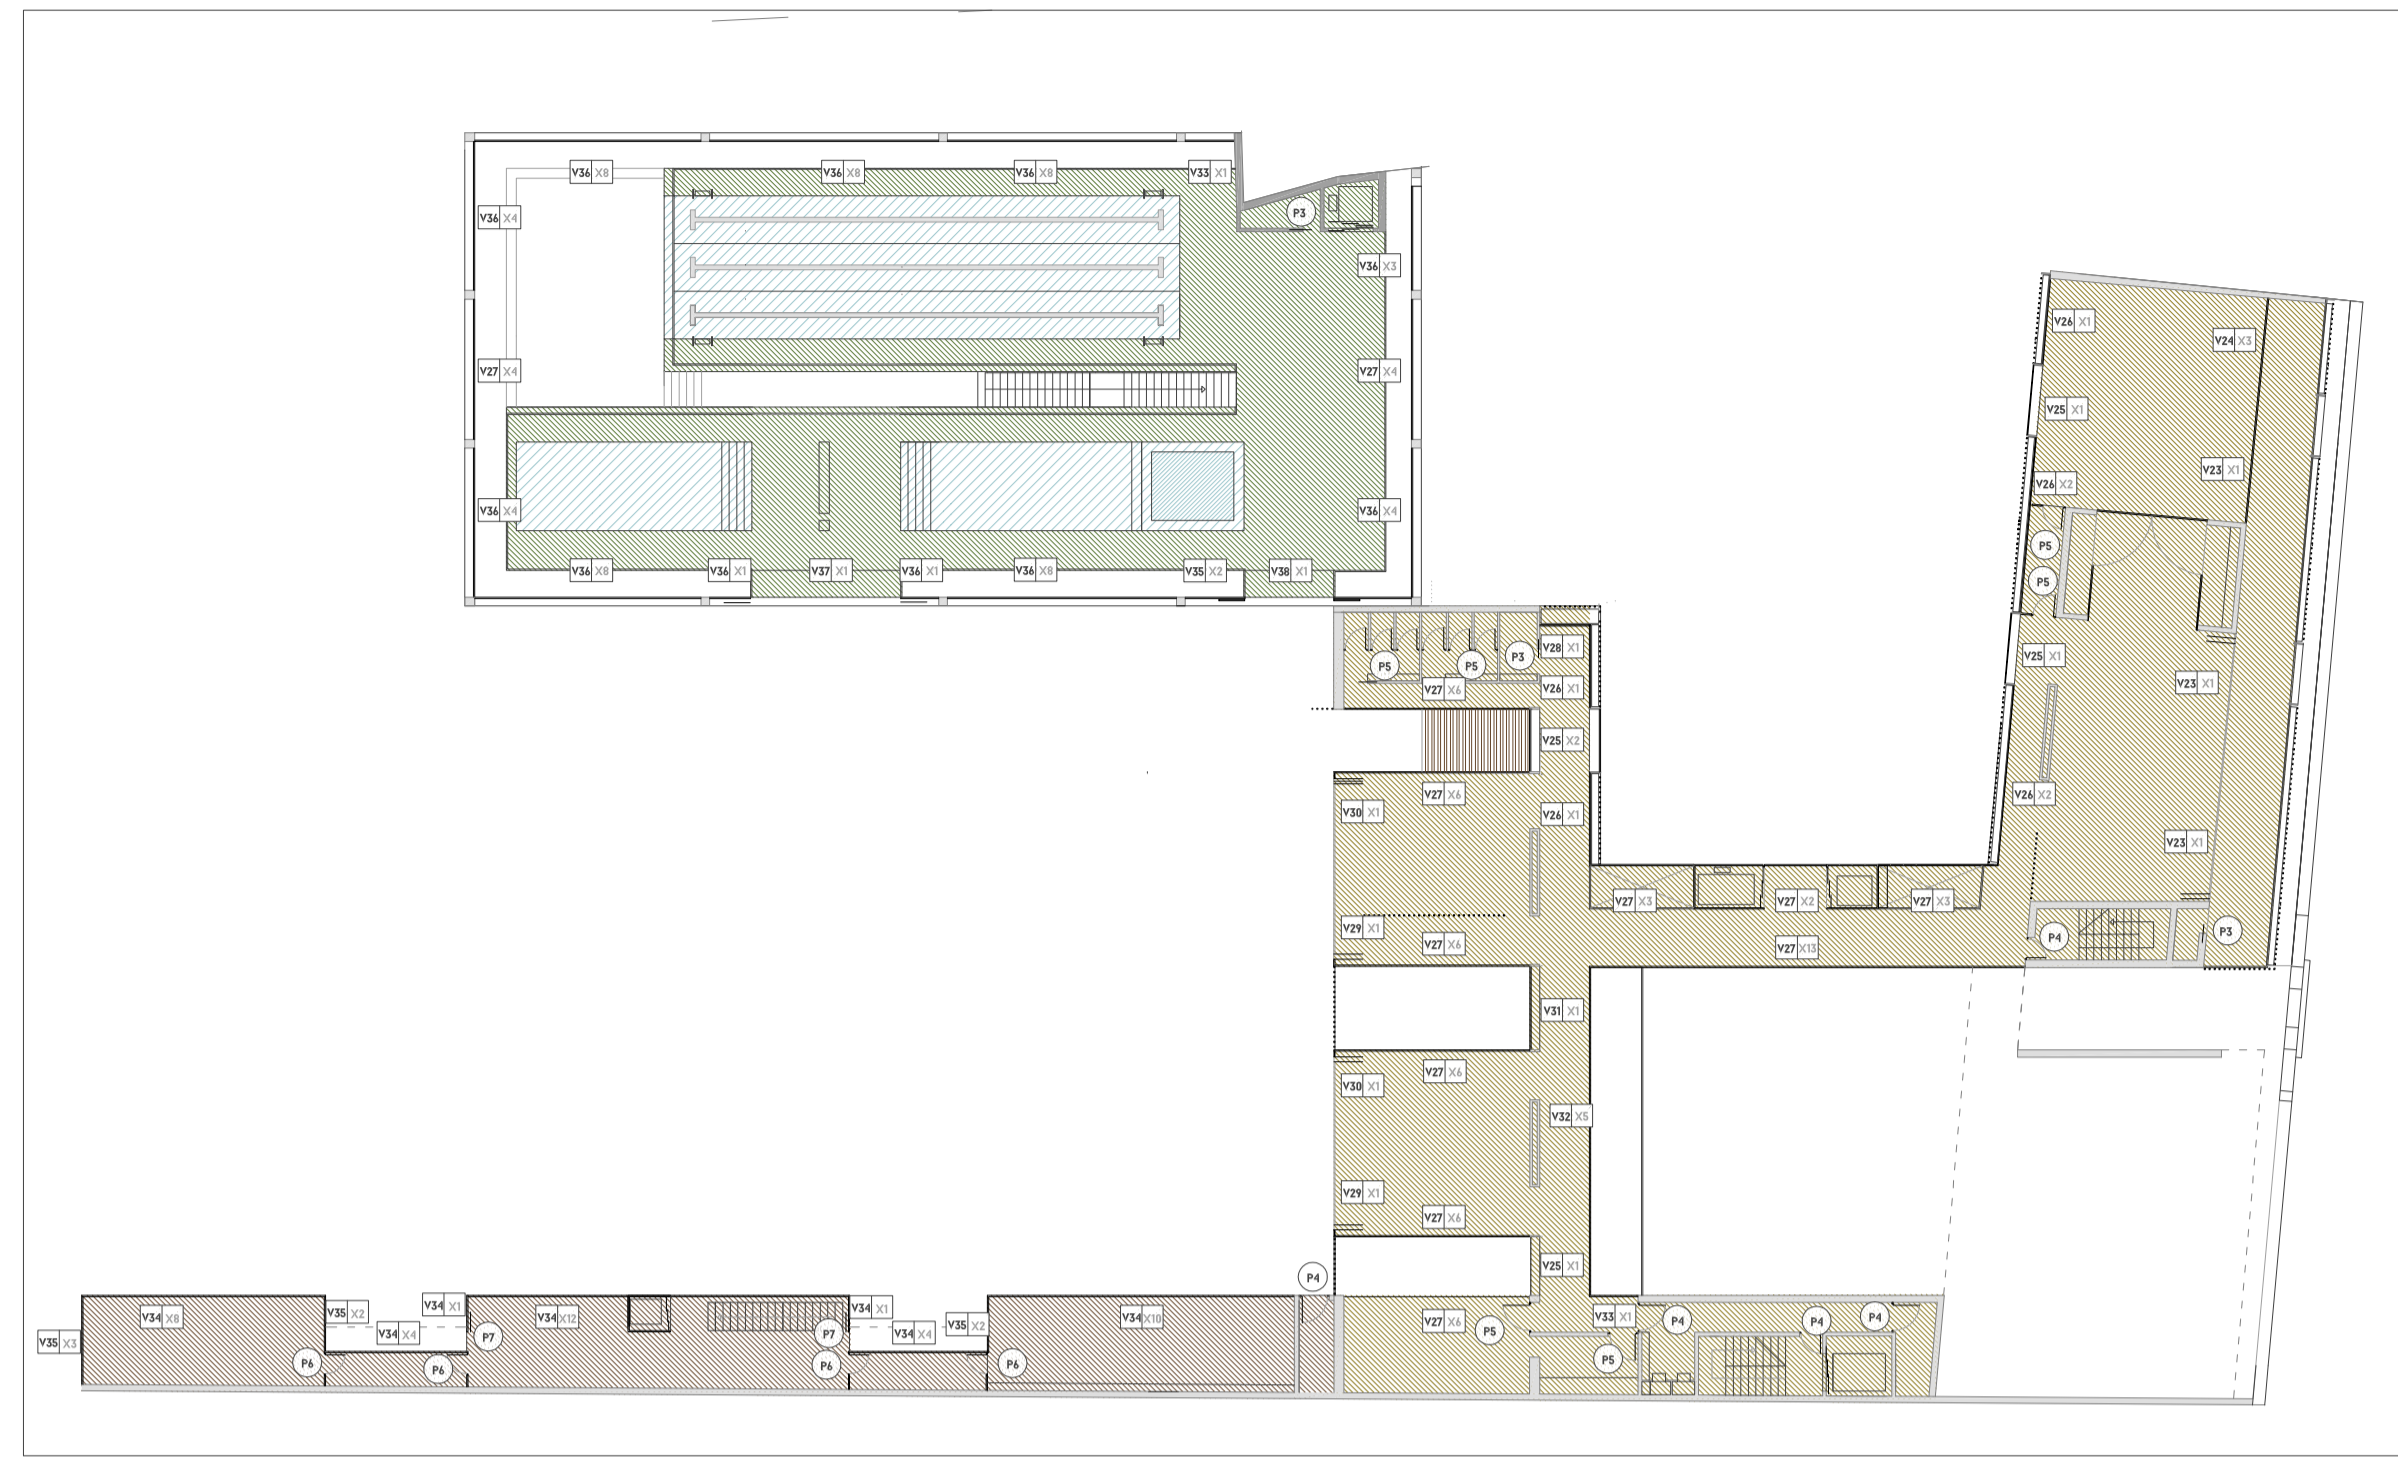 V36 X8
V36 X8
V36 X8
V33 X1
V36 X4
P3
V36 X3
V27 X4
V27 X4
V36 X4
V36 X4
V36 X8
V36 X1
V37 X1
V36 X1
V36 X8
V35 X2
V38 X1
V26 X1
V24 X3
V25 X1
V23 X1
V26 X2
P5
P5
V25 X1
V23 X1
V26 X2
V23 X1
P5
P5
P3
V28 X1
V27 X6
V26 X1
V25 X2
V27 X6
V30 X1
V26 X1
V27 X3
V27 X2
V27 X3
V29 X1
V27 X6
V27 X13
P4
P3
V31 X1
V27 X6
V30 X1
V32 X5
V29 X1
V27 X6
V25 X1
P4
V34 X8
V35 X2
V34 X1
V34 X12
V34 X1
V35 X2
V34 X10
V27 X6
V33 X1
P4
P4
P4
V35 X3
V34 X4
P7
P7
V34 X4
P5
P5
P6
P6
P6
P6